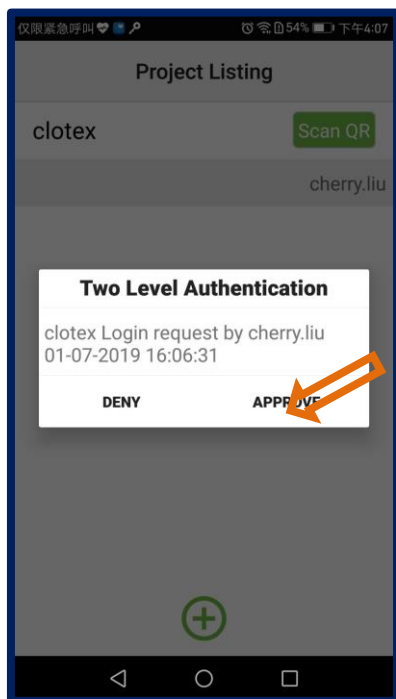 仅限紧急呼叫 54% 下午4:07
Project Listing
clotex Scan QR
cherry.liu
Two Level Authentication
clotex Login request by cherry.liu
01-07-2019 16:06:31
DENY APPROVE